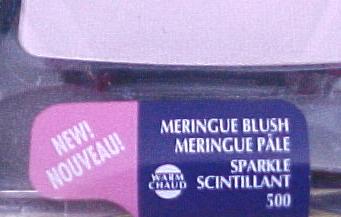 NEW!
NOUVEAU!
MERINGUE BLUSH
MERINGUE PÂLE
SPARKLE
WARM
CHAUD
SCINTILLANT
500